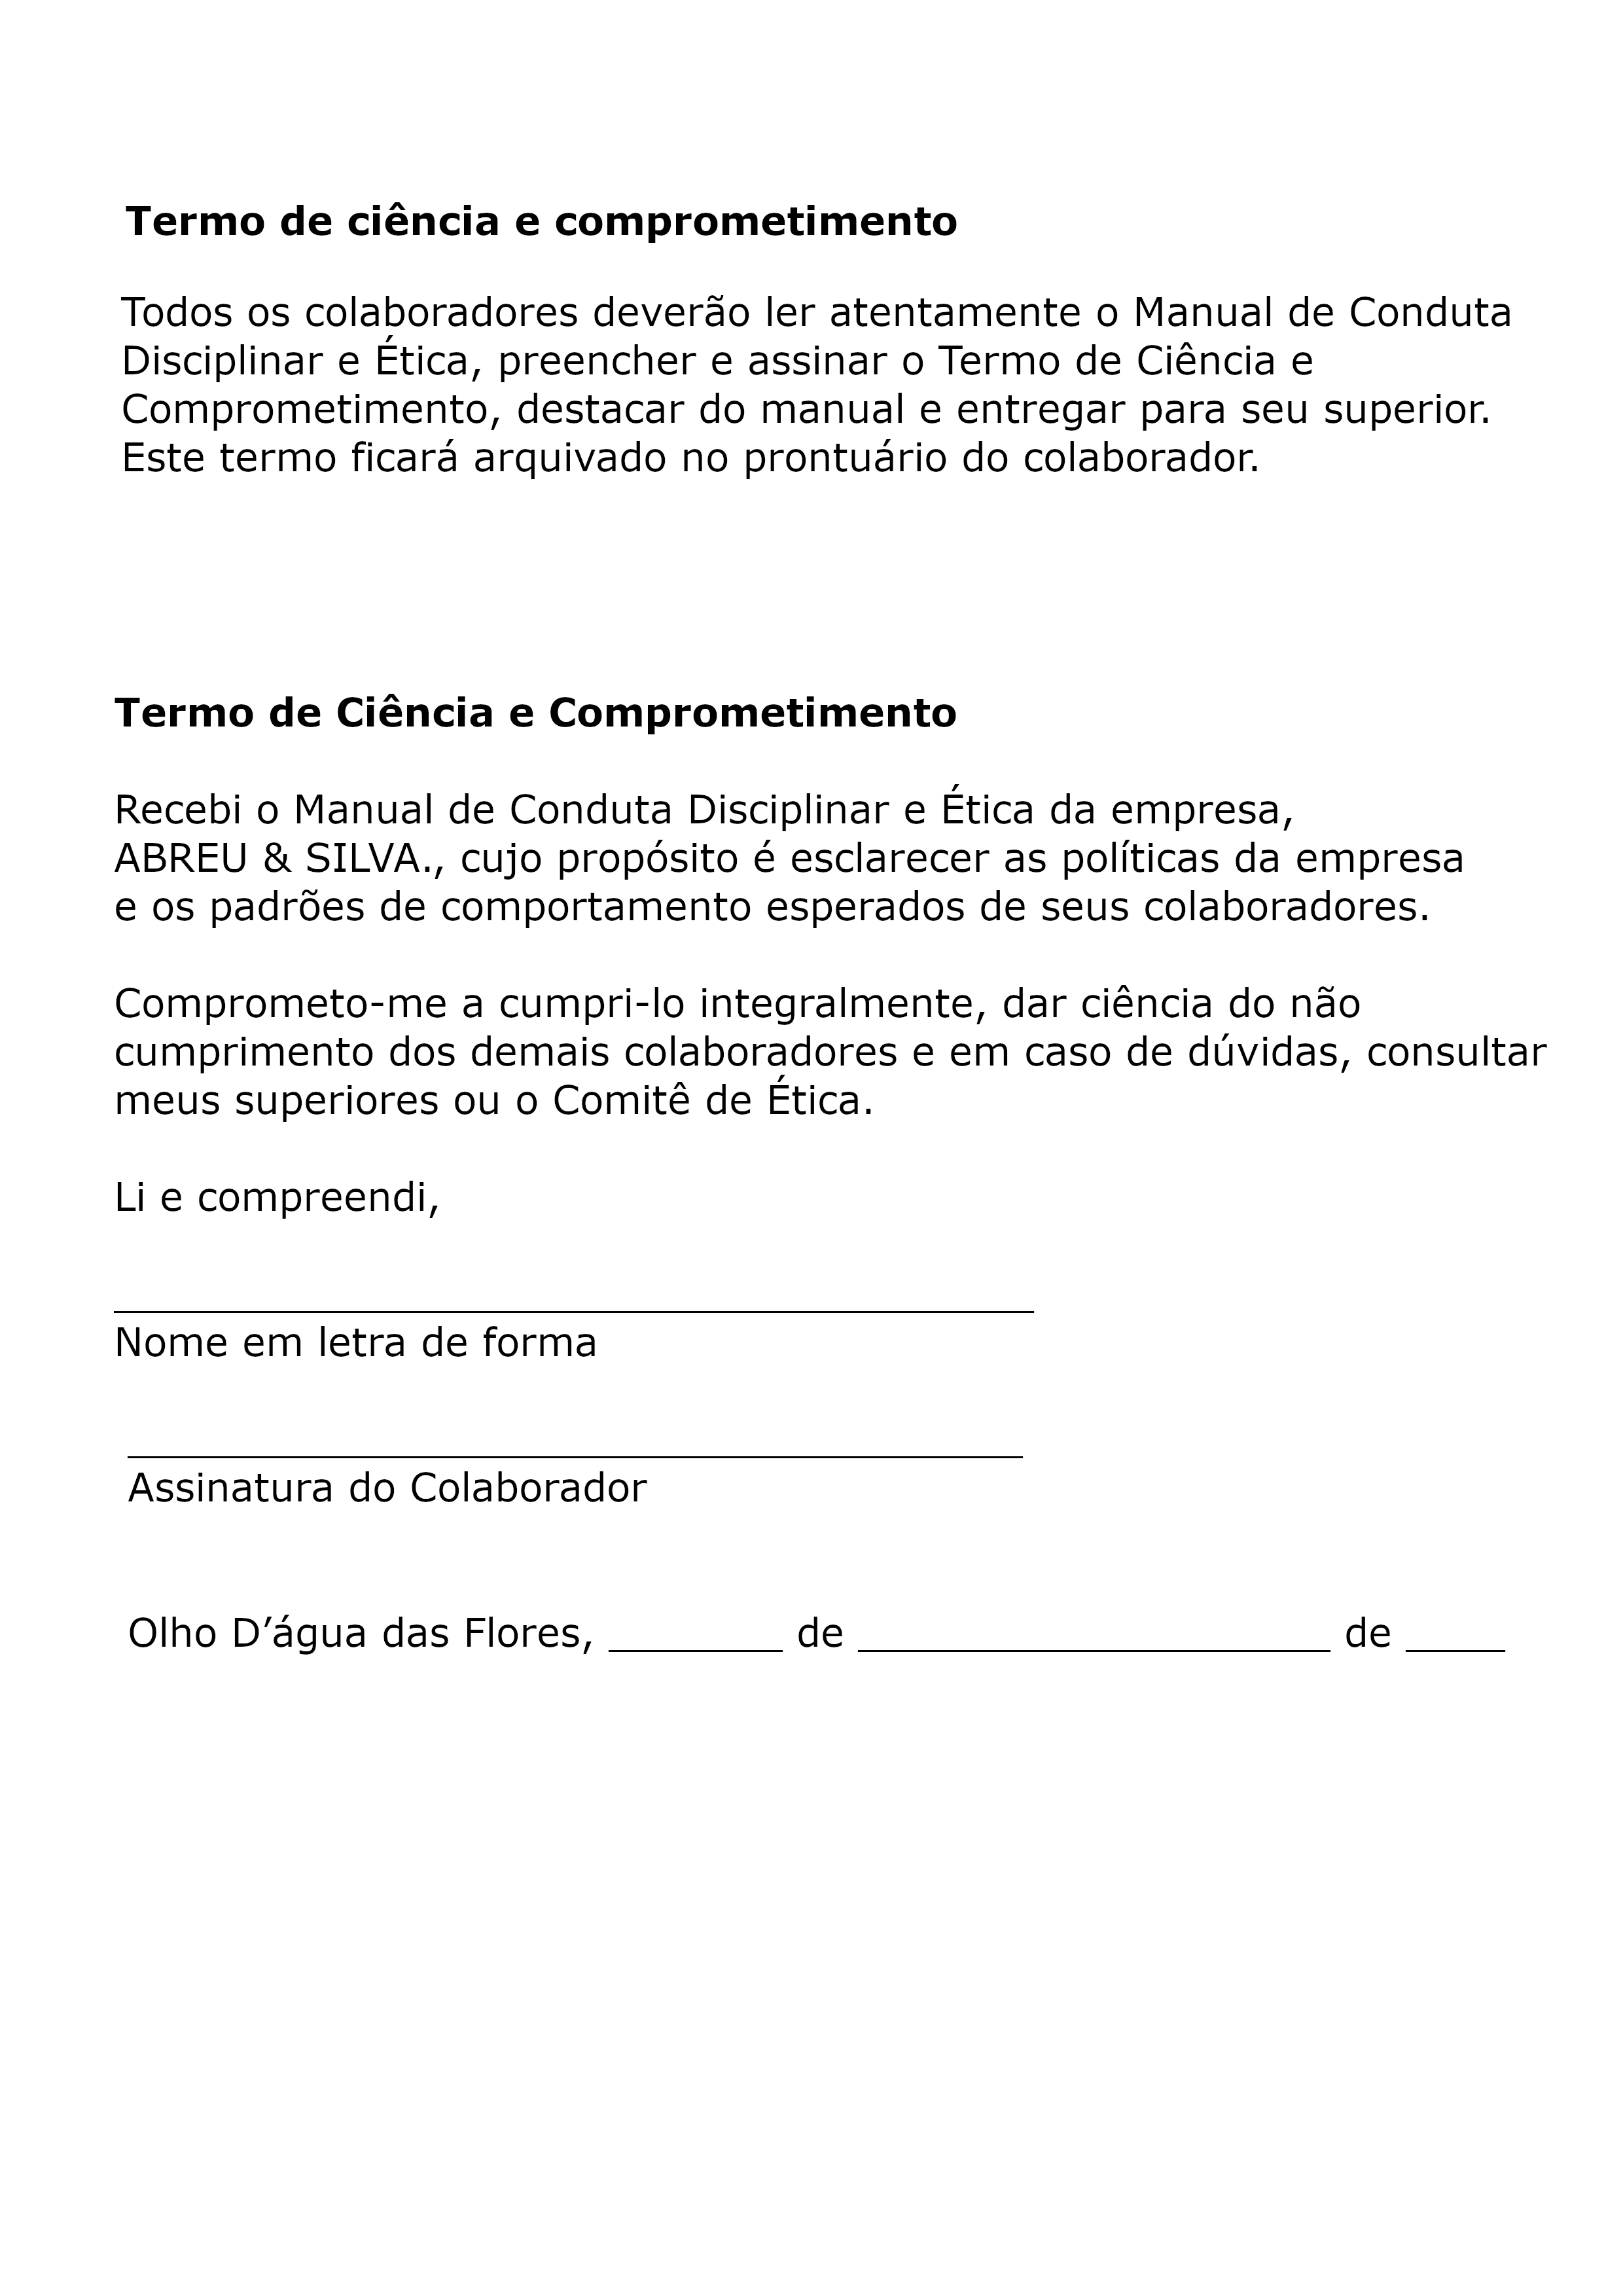 Termo de ciência e comprometimento
Todos os colaboradores deverão ler atentamente o Manual de Conduta
Disciplinar e Ética, preencher e assinar o Termo de Ciência e
Comprometimento, destacar do manual e entregar para seu superior.
Este termo ficará arquivado no prontuário do colaborador.
Termo de Ciência e Comprometimento
Recebi o Manual de Conduta Disciplinar e Ética da empresa,
ABREU & SILVA., cujo propósito é esclarecer as políticas da empresa
e os padrões de comportamento esperados de seus colaboradores.
Comprometo-me a cumpri-lo integralmente, dar ciência do não
cumprimento dos demais colaboradores e em caso de dúvidas, consultar
meus superiores ou o Comitê de Ética.
Li e compreendi,
_____________________________________
Nome em letra de forma
____________________________________
Assinatura do Colaborador
Olho D’água das Flores, _______ de ___________________ de ____